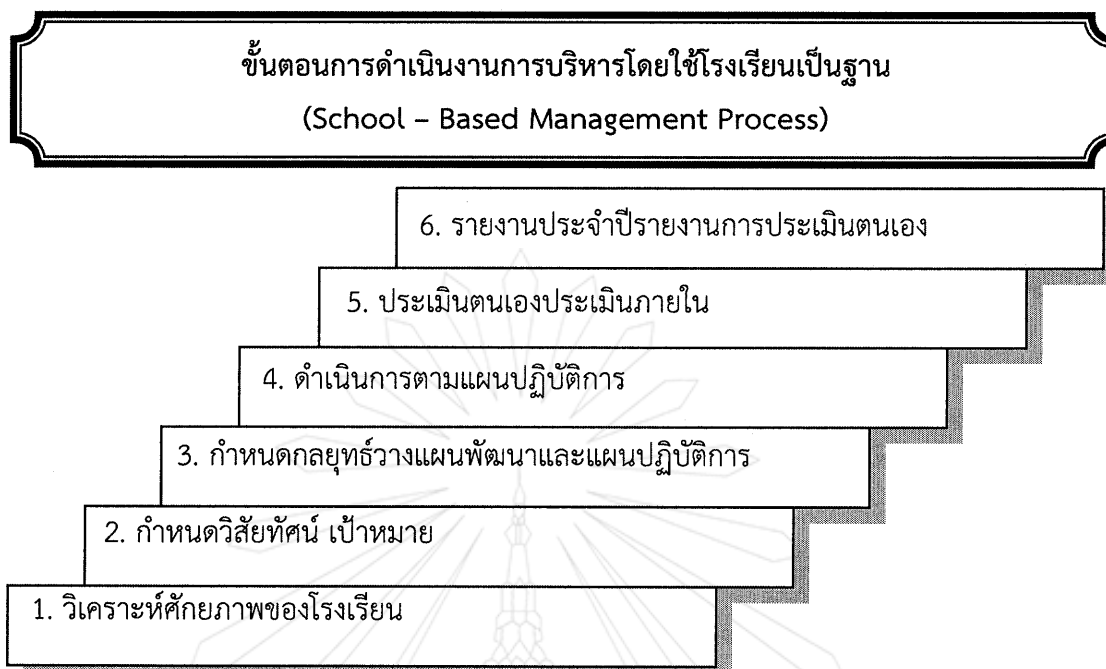 ขั้นตอนการดำเนินงานการบริหารโดยใช้โรงเรียนเป็นฐาน
(School – Based Management Process)
6. รายงานประจำปีรายงานการประเมินตนเอง
5. ประเมินตนเองประเมินภายใน
4. ดำเนินการตามแผนปฏิบัติการ
3. กำหนดกลยุทธ์วางแผนพัฒนาและแผนปฏิบัติการ
2. กำหนดวิสัยทัศน์ เป้าหมาย
1. วิเคราะห์ศักยภาพของโรงเรียน